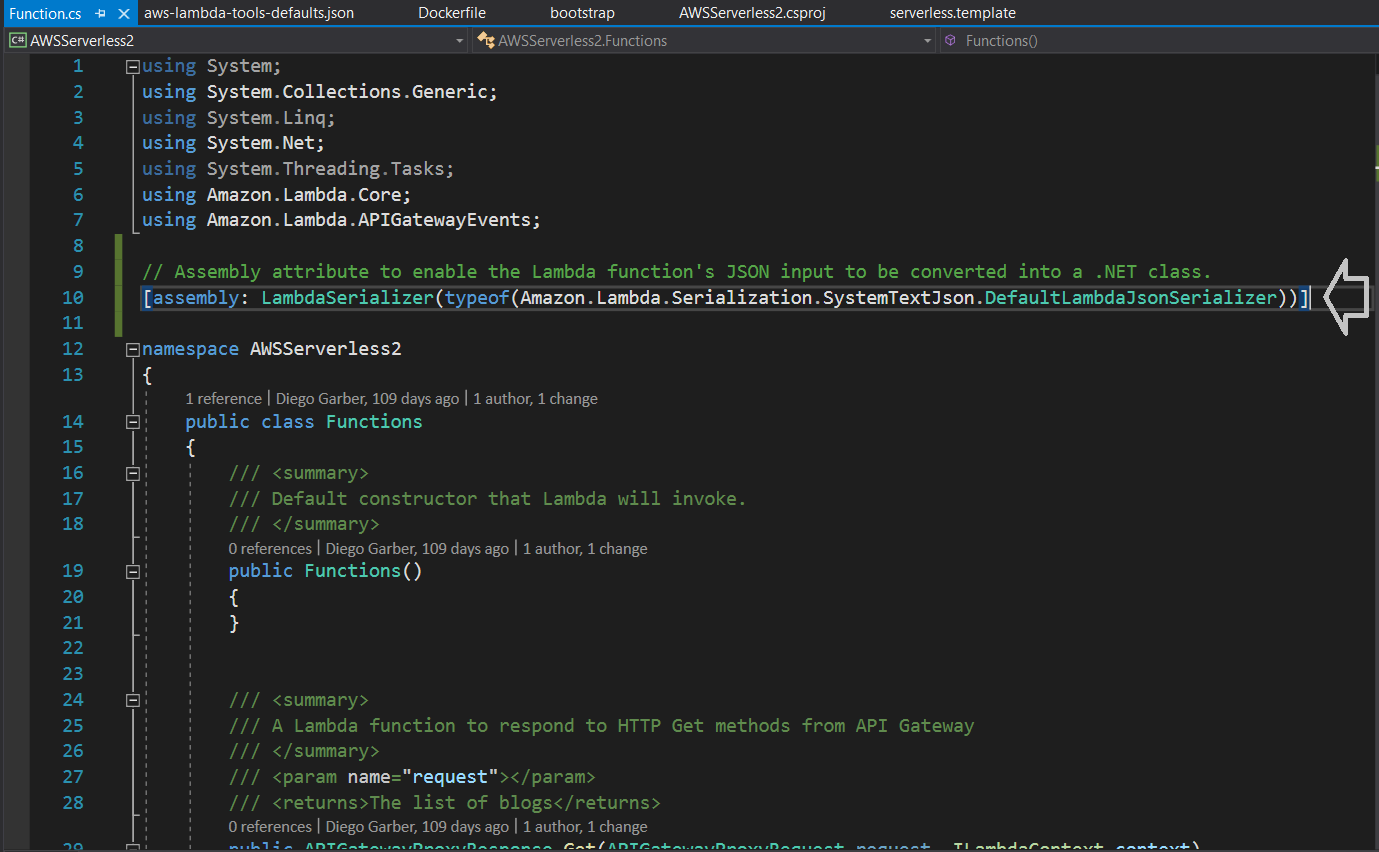 Function.cs aws-lambda-tools-defaults.json Dockerfile bootstrap AWSServerless2.csproj serverless.template
C# AWSServerless2 AWSServerless2.Functions Functions()
1 using System;
2 using System.Collections.Generic;
3 using System.Linq;
4 using System.Net;
5 using System.Threading.Tasks;
6 using Amazon.Lambda.Core;
7 using Amazon.Lambda.APIGatewayEvents;
8
9 // Assembly attribute to enable the Lambda function's JSON input to be converted into a .NET class.
10 [assembly: LambdaSerializer(typeof(Amazon.Lambda.Serialization.SystemTextJson.DefaultLambdaJsonSerializer))]
11
12 namespace AWSServerless2
13 {
1 reference | Diego Garber, 109 days ago | 1 author, 1 change
14 public class Functions
15 {
16 /// <summary>
17 /// Default constructor that Lambda will invoke.
18 /// </summary>
0 references | Diego Garber, 109 days ago | 1 author, 1 change
19 public Functions()
20 {
21 }
22
23
24 /// <summary>
25 /// A Lambda function to respond to HTTP Get methods from API Gateway
26 /// </summary>
27 /// <param name="request"></param>
28 /// <returns>The list of blogs</returns>
0 references | Diego Garber, 109 days ago | 1 author, 1 change
29 public APIGatewayProxyResponse Get(APIGatewayProxyRequest request, ILambdaContext context)